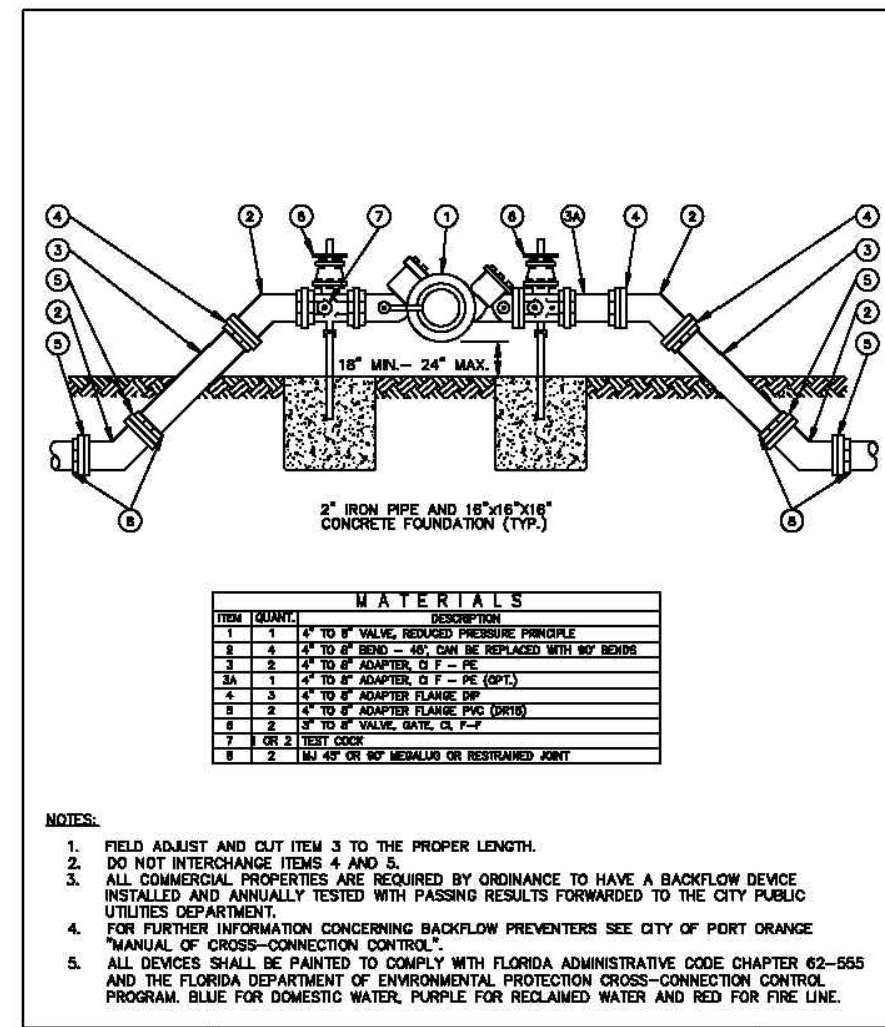 4 2 6 7 1 6 3A 4 2 4
3 3
5 5
2 2
5 5
18" MIN.– 24" MAX.
8 8
2" IRON PIPE AND 16"x16"X16"
CONCRETE FOUNDATION (TYP.)
MATERIALS
ITEM QUANT. DESCRIPTION
1 1 4" TO 8" VALVE, REDUCED PRESSURE PRINCIPLE
2 4 4" TO 8" BEND – 45°, CAN BE REPLACED WITH 90° BENDS
3 2 4" TO 8" ADAPTER, CI F – PE
3A 1 4" TO 8" ADAPTER, CI F – PE (OPT.)
4 3 4" TO 8" ADAPTER FLANGE DIP
5 2 4" TO 8" ADAPTER FLANGE PVC (DR18)
6 2 3" TO 8" VALVE, GATE, CI, F–F
7 1 OR 2 TEST COCK
8 2 MJ 45° OR 90° MEGALUG OR RESTRAINED JOINT
NOTES:
1. FIELD ADJUST AND CUT ITEM 3 TO THE PROPER LENGTH.
2. DO NOT INTERCHANGE ITEMS 4 AND 5.
3. ALL COMMERCIAL PROPERTIES ARE REQUIRED BY ORDINANCE TO HAVE A BACKFLOW DEVICE
INSTALLED AND ANNUALLY TESTED WITH PASSING RESULTS FORWARDED TO THE CITY PUBLIC
UTILITIES DEPARTMENT.
4. FOR FURTHER INFORMATION CONCERNING BACKFLOW PREVENTERS SEE CITY OF PORT ORANGE
"MANUAL OF CROSS–CONNECTION CONTROL".
5. ALL DEVICES SHALL BE PAINTED TO COMPLY WITH FLORIDA ADMINISTRATIVE CODE CHAPTER 62–555
AND THE FLORIDA DEPARTMENT OF ENVIRONMENTAL PROTECTION CROSS–CONNECTION CONTROL
PROGRAM. BLUE FOR DOMESTIC WATER, PURPLE FOR RECLAIMED WATER AND RED FOR FIRE LINE.